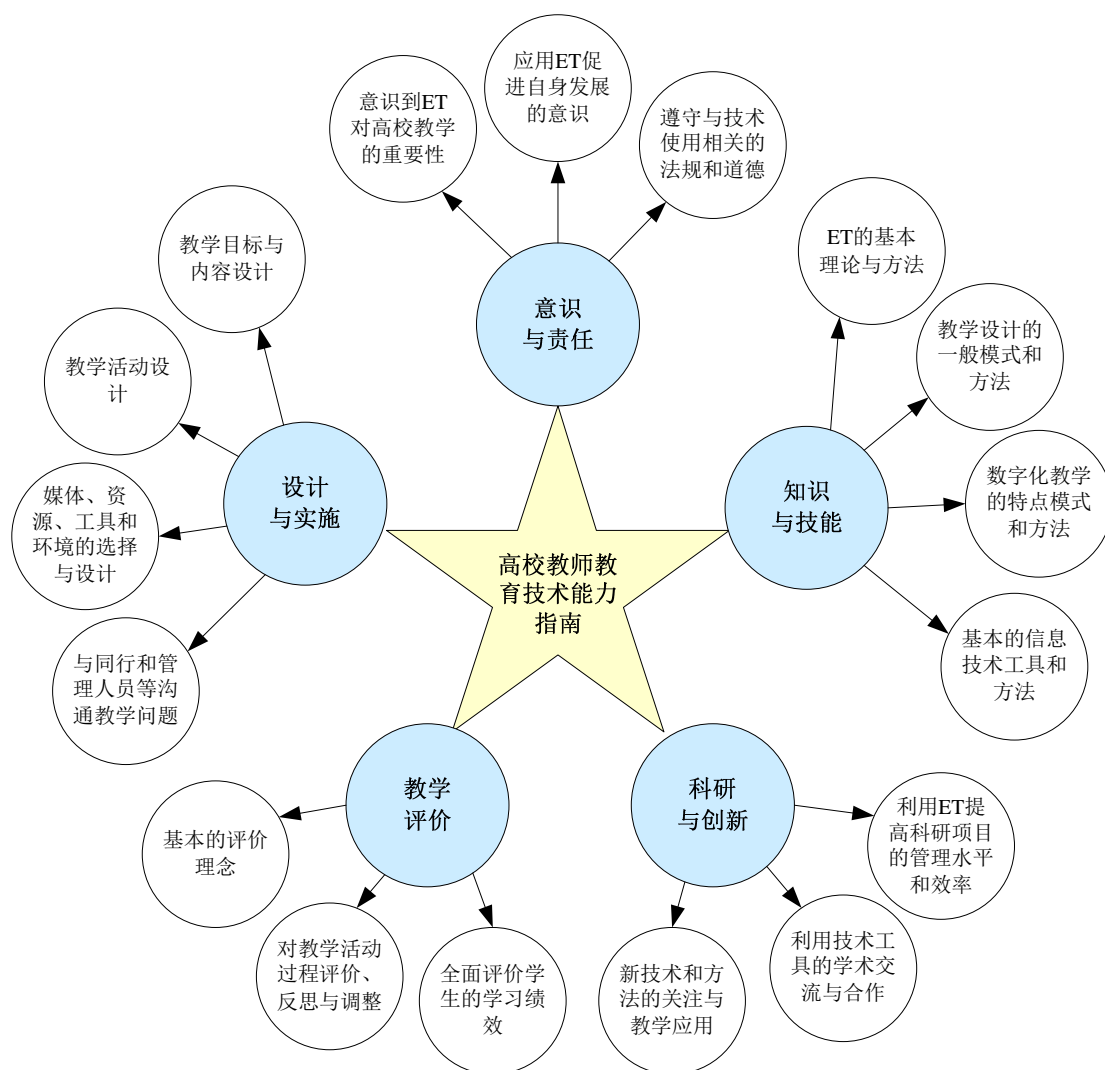 应用ET促
进自身发展
的意识
意识到ET
对高校教学
的重要性
遵守与技术
使用相关的
法规和道德
教学目标与
内容设计
ET的基本
理论与方法
意识
与责任
教学设计的
一般模式和
方法
教学活动设
计
设计
与实施
知识
与技能
数字化教学
的特点模式
和方法
媒体、资
源、工具和
环境的选择
与设计
高校教师教
育技术能力
指南
与同行和管
理人员等沟
通教学问题
基本的信息
技术工具和
方法
教学
评价
科研
与创新
基本的评价
理念
利用ET提
高科研项目
的管理水平
和效率
对教学活动
过程评价、
反思与调整
全面评价学
生的学习绩
效
新技术和方
法的关注与
教学应用
利用技术工
具的学术交
流与合作